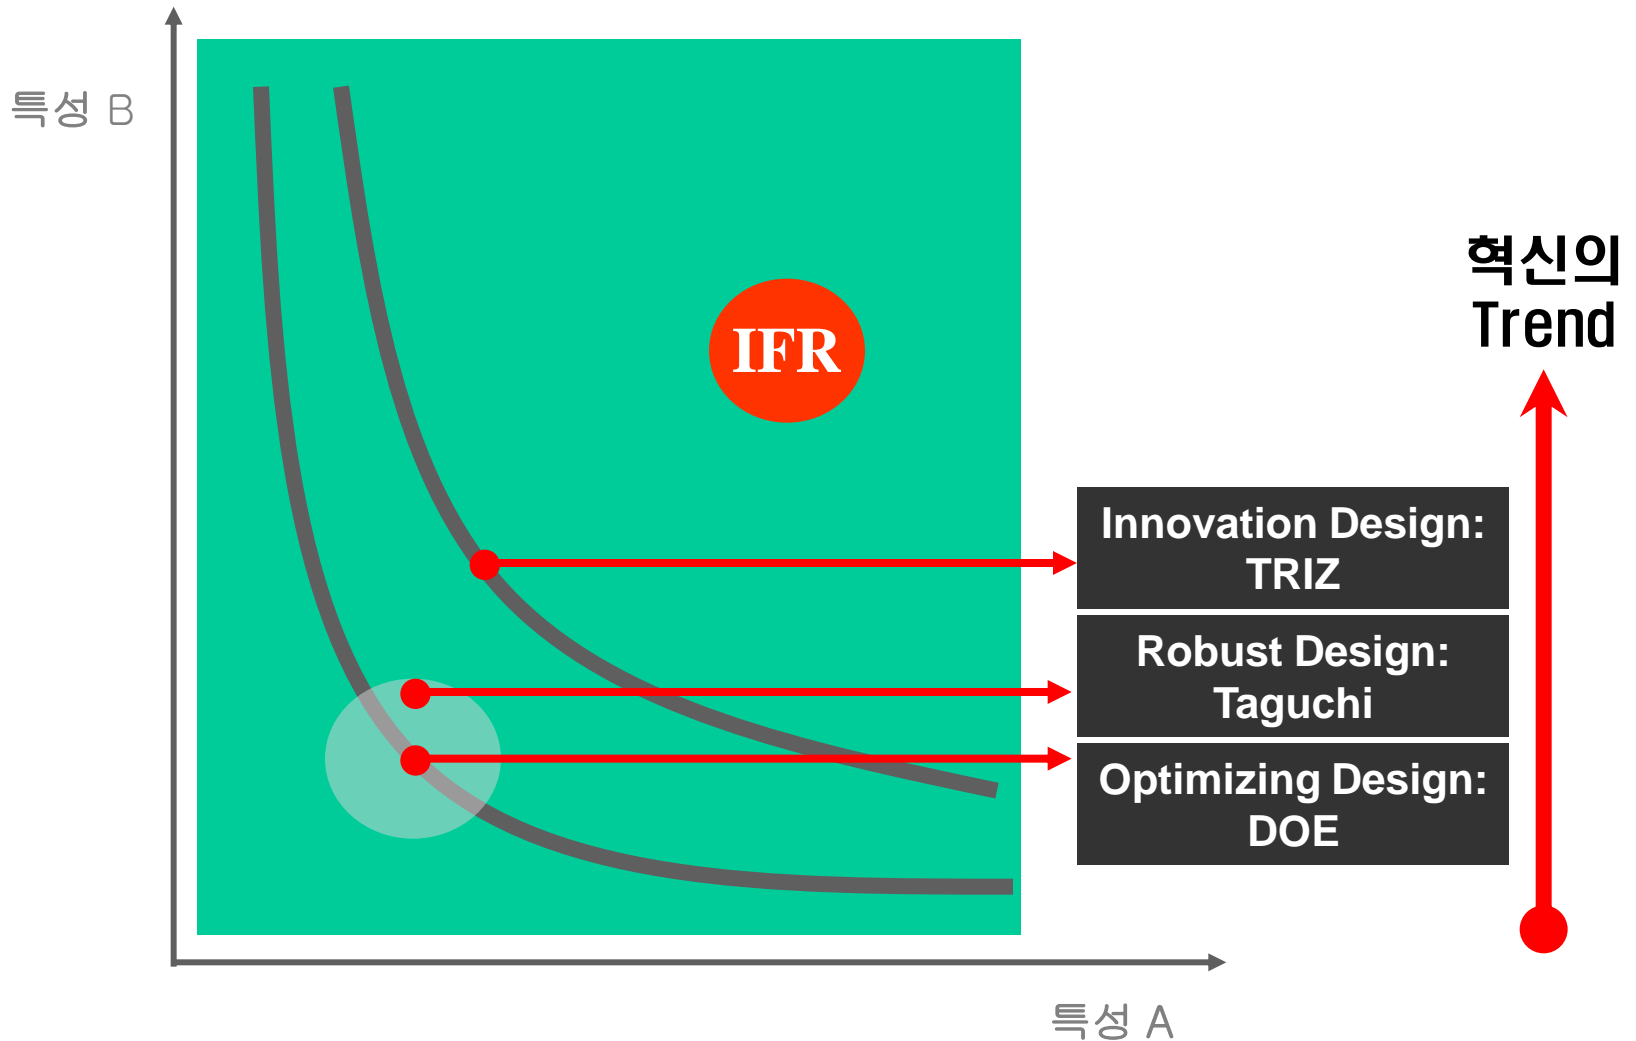 특성 B
혁신의
Trend
IFR
Innovation Design:
TRIZ
Robust Design:
Taguchi
Optimizing Design:
DOE
특성 A